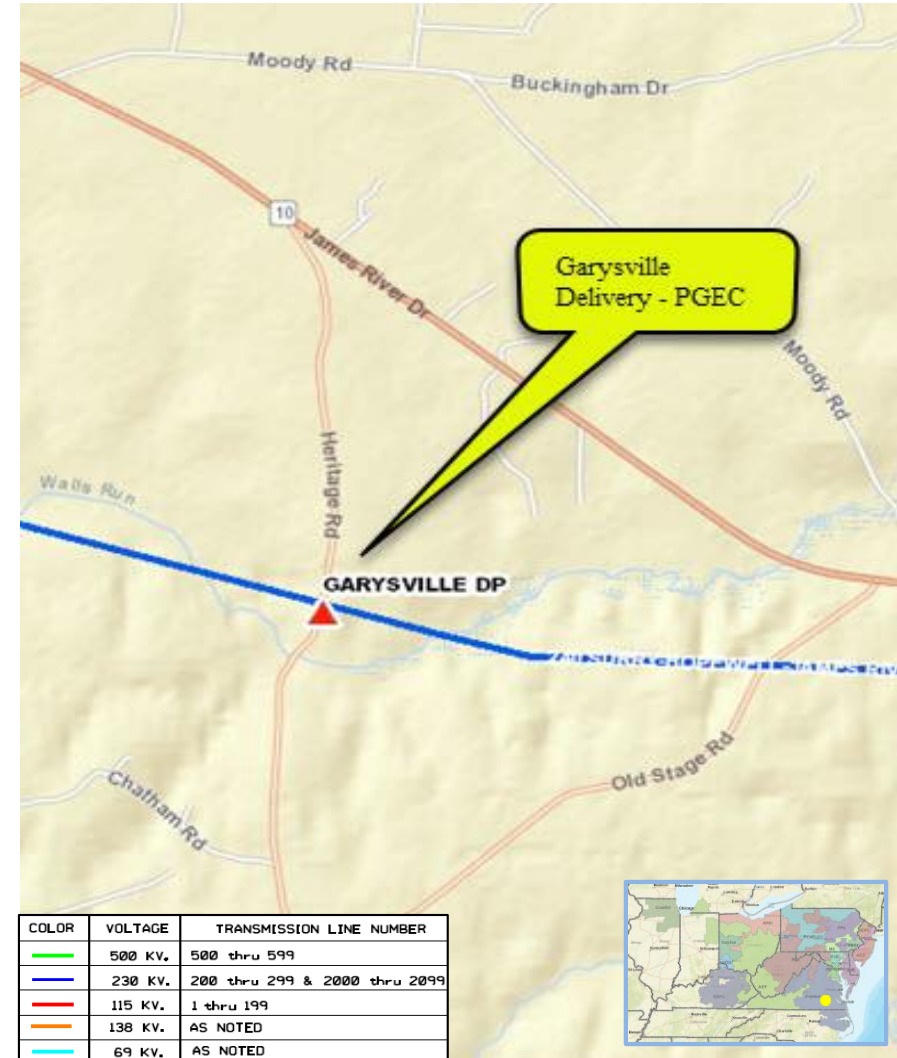 Moody Rd
Buckingham Dr
10
James River Dr
Garysville
Delivery - PGEC
Moody Rd
Heritage Rd
Walls Run
GARYSVILLE DP
Old Stage Rd
Chatham Rd
COLOR VOLTAGE TRANSMISSION LINE NUMBER
500 KV. 500 thru 599
230 KV. 200 thru 299 & 2000 thru 2099
115 KV. 1 thru 199
138 KV. AS NOTED
69 KV. AS NOTED